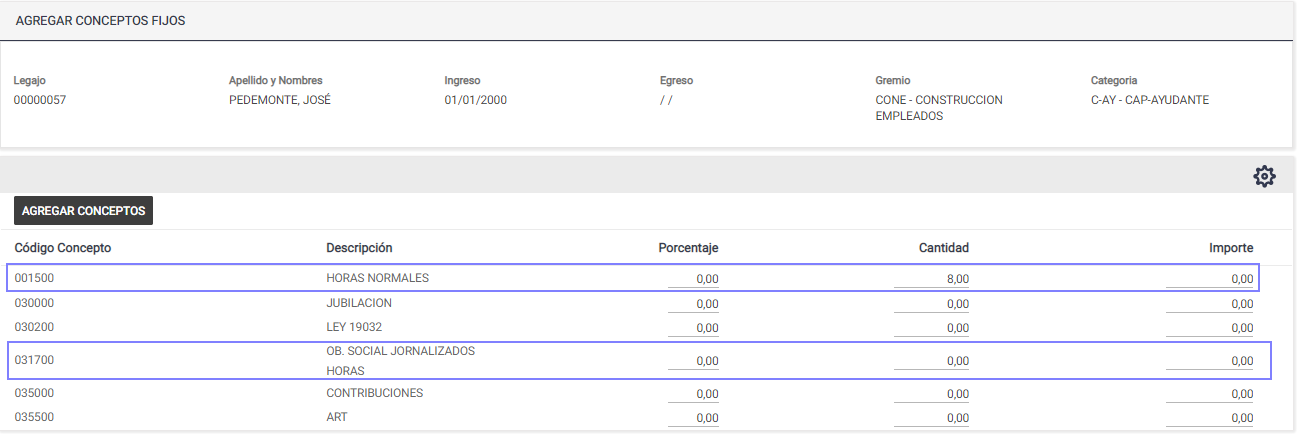 AGREGAR CONCEPTOS FIJOS
Legajo Apellido y Nombres Ingreso Egreso Gremio Categoria
00000057 PEDEMONTE, JOSÉ 01/01/2000 / / CONE - CONSTRUCCION C-AY - CAP-AYUDANTE
EMPLEADOS
AGREGAR CONCEPTOS
Código Concepto Descripción Porcentaje Cantidad Importe
001500 HORAS NORMALES 0,00 8,00 0,00
030000 JUBILACION 0,00 0,00 0,00
030200 LEY 19032 0,00 0,00 0,00
OB. SOCIAL JORNALIZADOS
031700 0,00 0,00 0,00
HORAS
035000 CONTRIBUCIONES 0,00 0,00 0,00
035500 ART 0,00 0,00 0,00